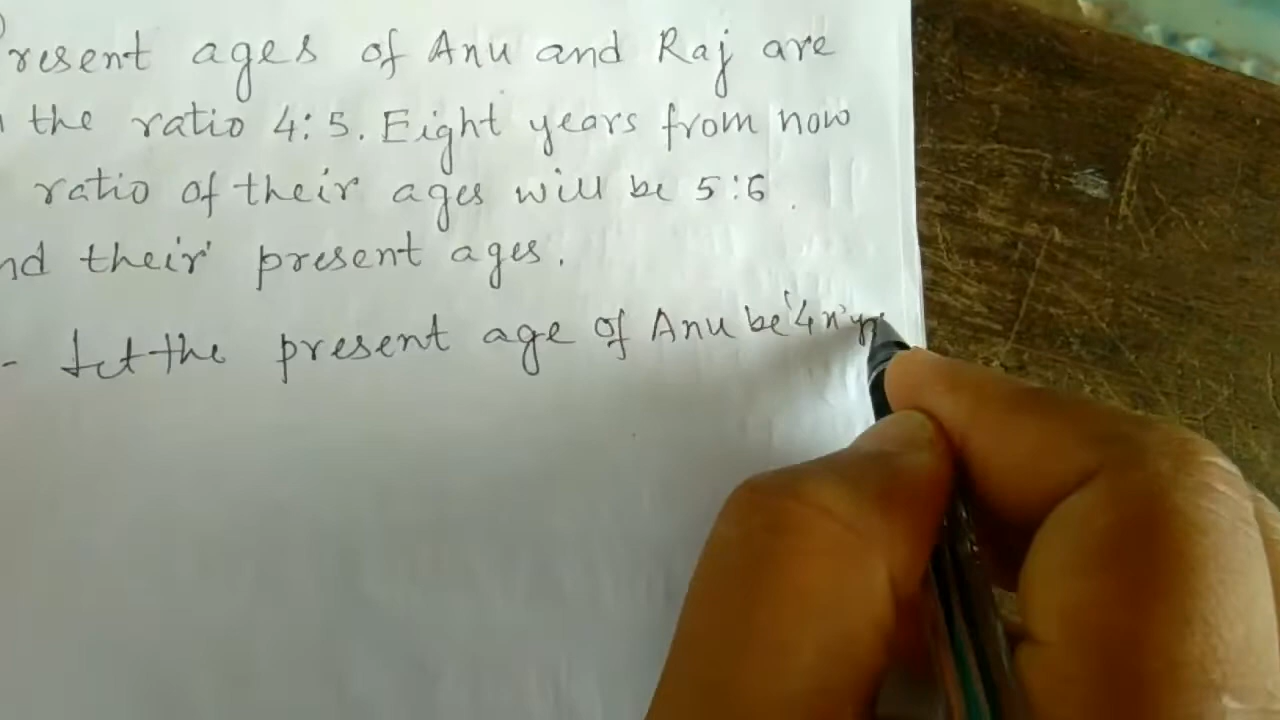 Present ages of Anu and Raj are
the ratio 4:5. Eight years from now
ratio of their ages will be 5:6.
nd their present ages.
- Let the present age of Anu be '4x' y